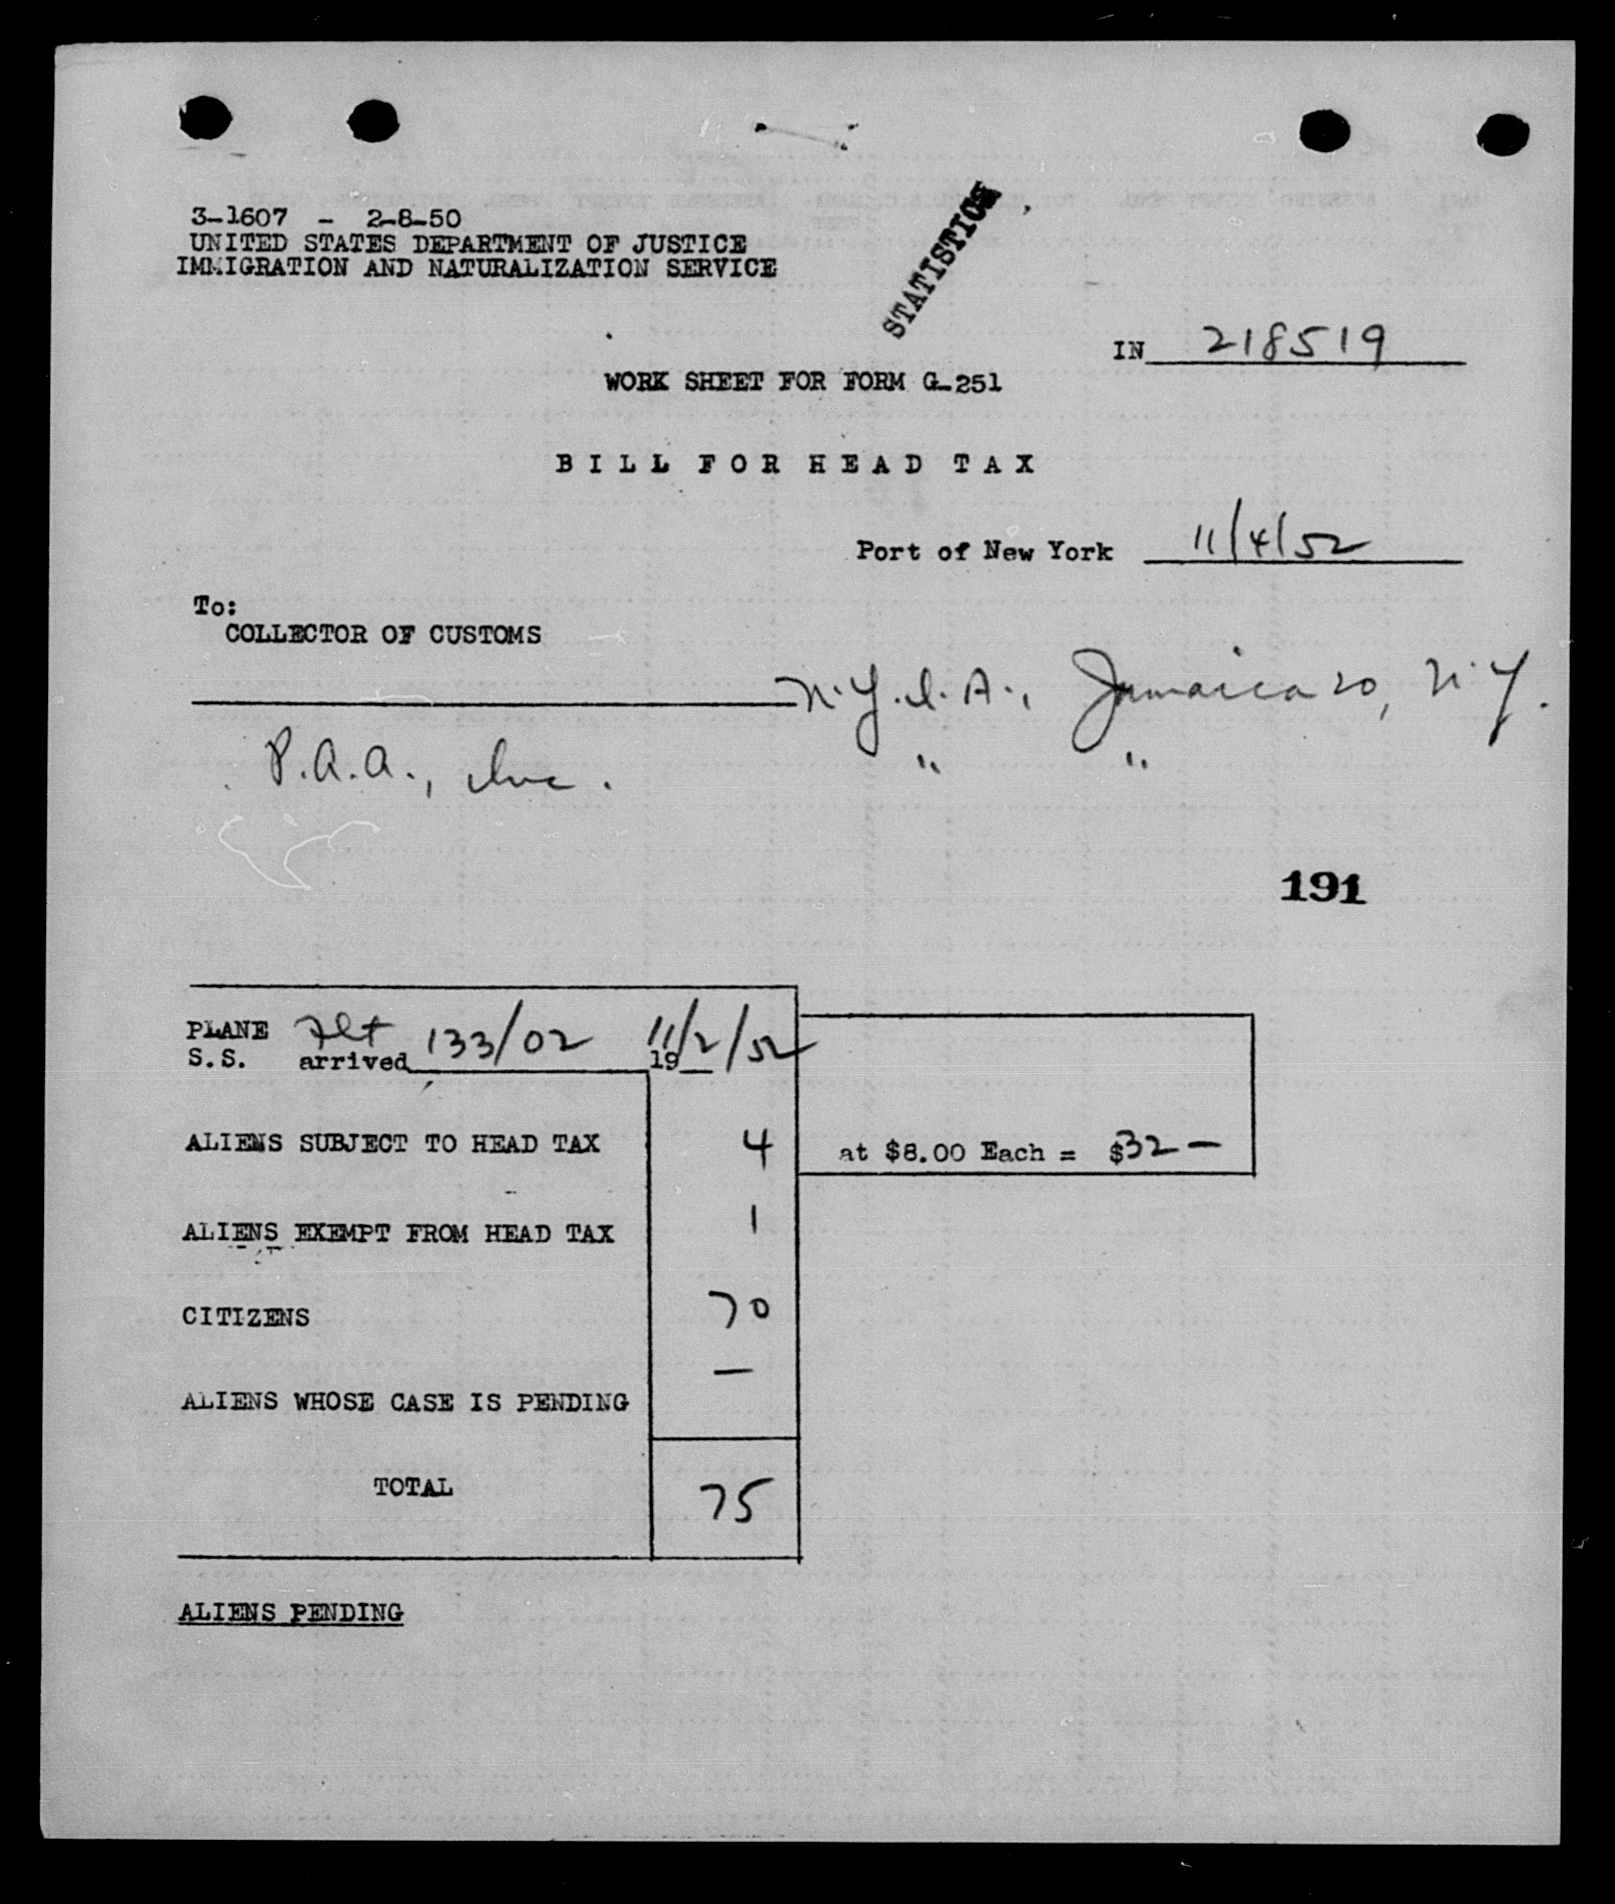 3-1607 - 2-8-50
UNITED STATES DEPARTMENT OF JUSTICE
IMMIGRATION AND NATURALIZATION SERVICE
STATISTICS
IN 218519
WORK SHEET FOR FORM G-251
BILL FOR HEAD TAX
Port of New York 11/4/52
To:
COLLECTOR OF CUSTOMS
N.Y.I.A., Jamaica 20, N.Y.
P.A.A., Inc. " "
191
PLANE Flt 133/02 11/2/52
S.S. arrived 19
ALIENS SUBJECT TO HEAD TAX 4 at $8.00 Each = $32 —
ALIENS EXEMPT FROM HEAD TAX 1
CITIZENS 70
ALIENS WHOSE CASE IS PENDING —
TOTAL 75
ALIENS PENDING